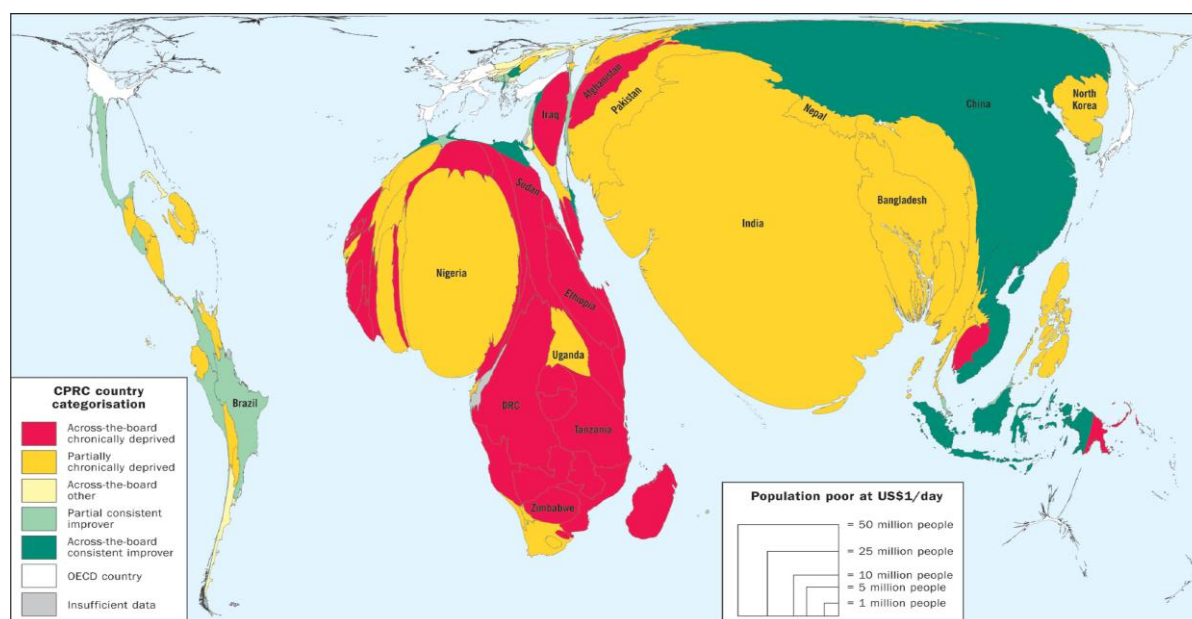 North
Korea
China
Afghanistan
Pakistan
Iraq
Nepal
Sudan
Bangladesh
India
Nigeria
Ethiopia
Uganda
Brazil
DRC
Tanzania
Zimbabwe
CPRC country
categorisation
Across-the-board
chronically deprived
Partially
chronically deprived
Across-the-board
other
Partial consistent
improver
Across-the-board
consistent improver
OECD country
Insufficient data
Population poor at US$1/day
= 50 million people
= 25 million people
= 10 million people
= 5 million people
= 1 million people